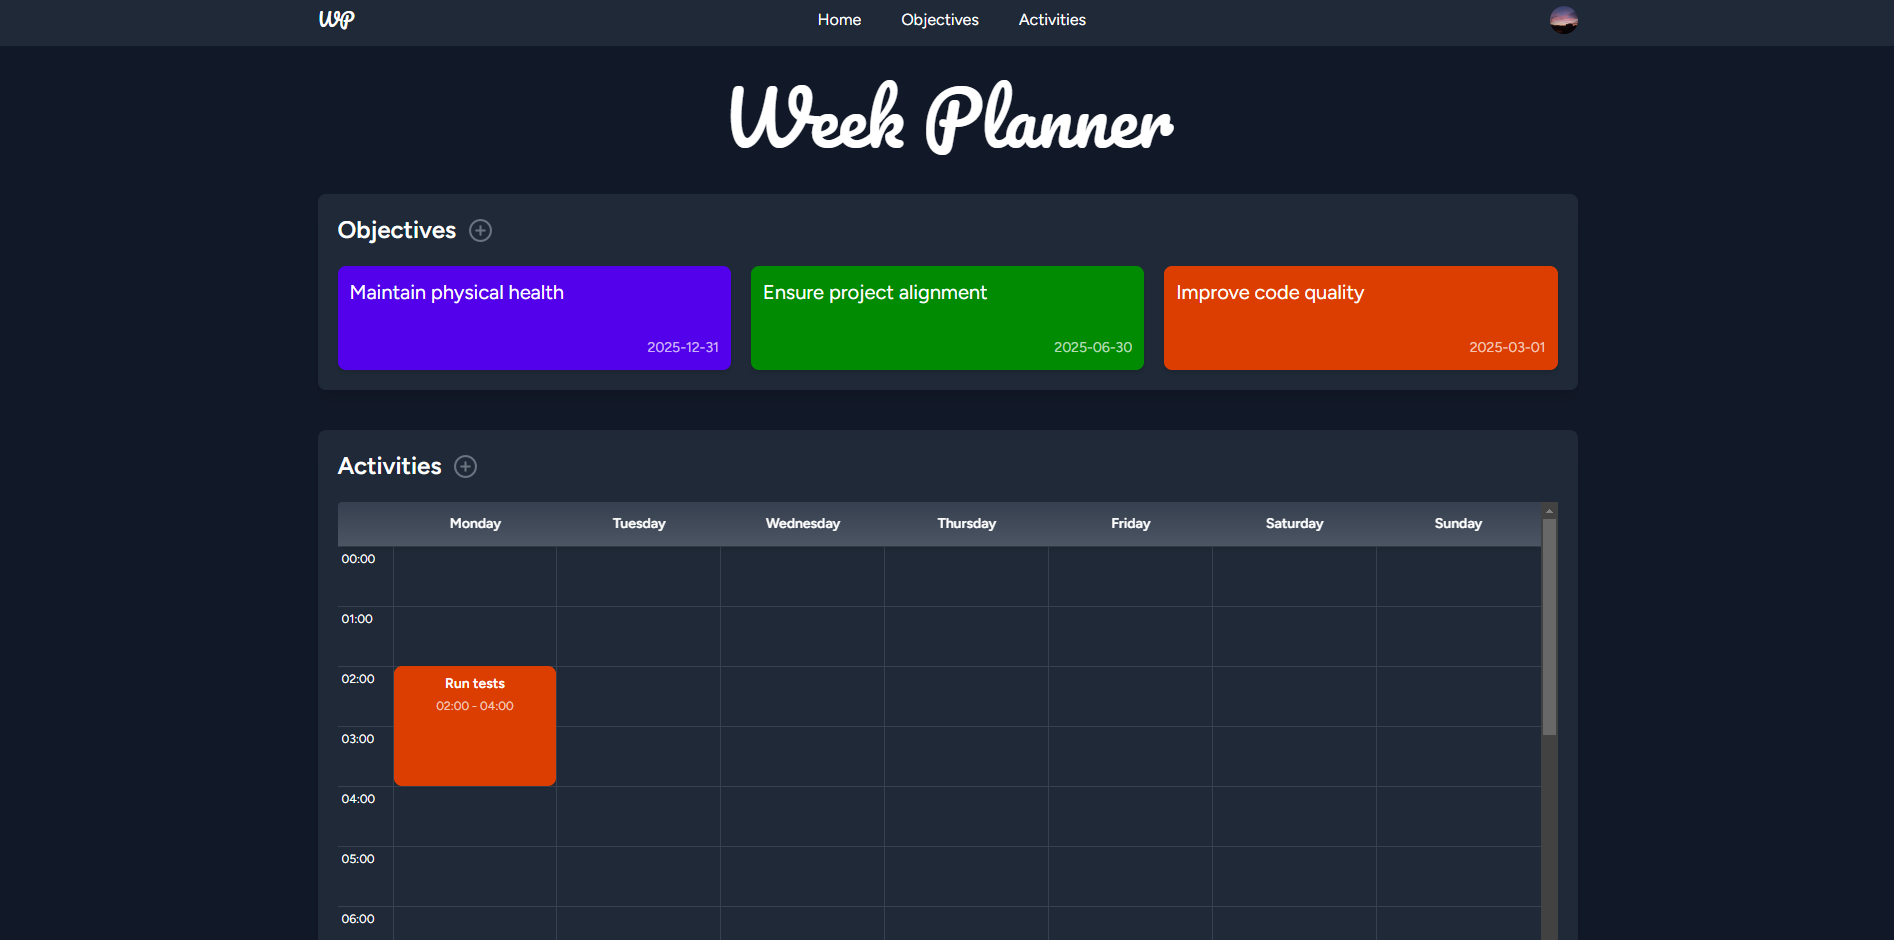 WP
Home Objectives Activities
Week Planner
Objectives
Maintain physical health
2025-12-31
Ensure project alignment
2025-06-30
Improve code quality
2025-03-01
Activities
Monday Tuesday Wednesday Thursday Friday Saturday Sunday
00:00
01:00
02:00
Run tests
02:00 - 04:00
03:00
04:00
05:00
06:00